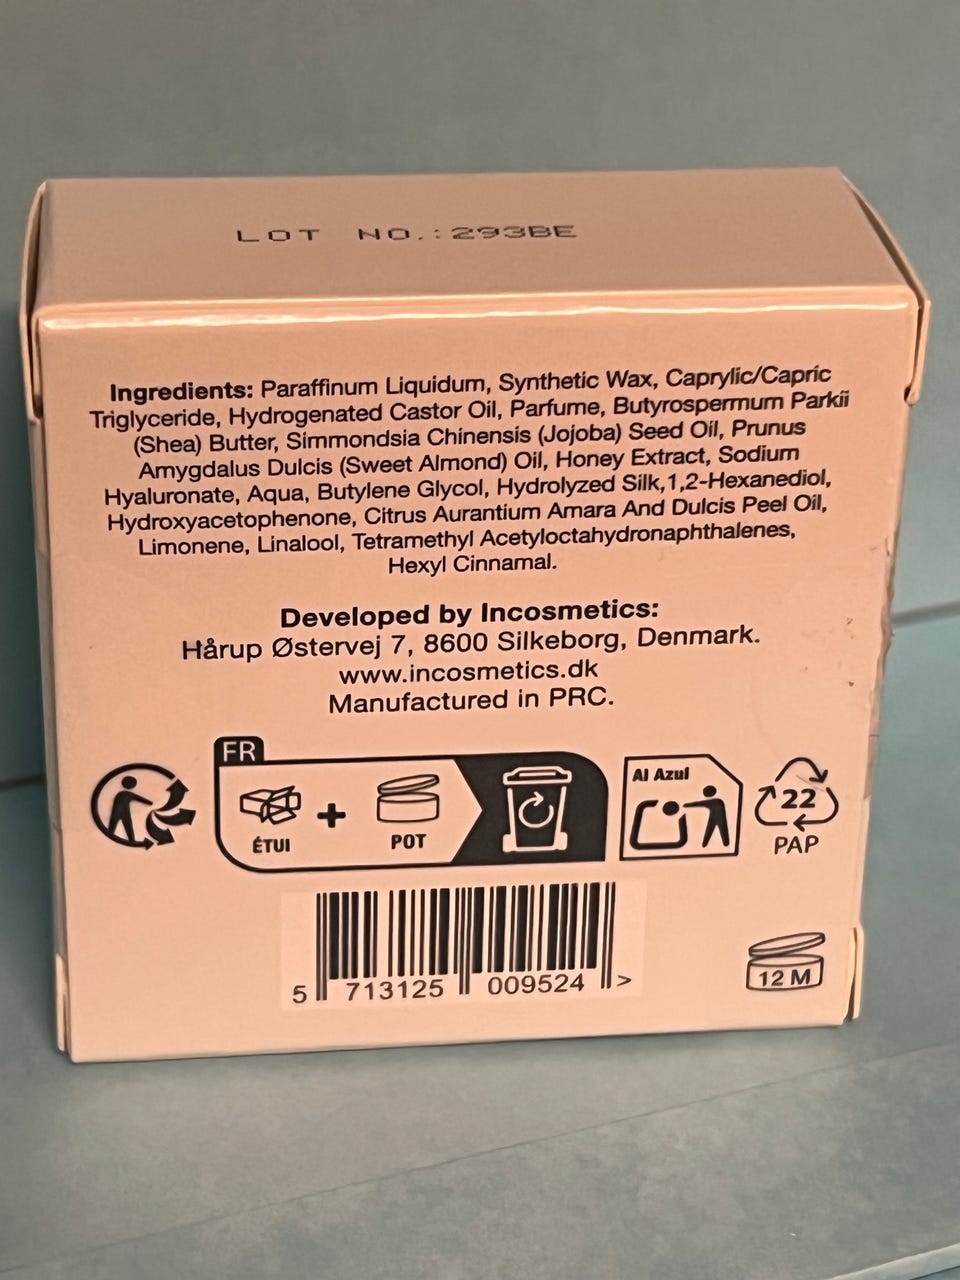 LOT NO.:293BE
Ingredients: Paraffinum Liquidum, Synthetic Wax, Caprylic/Capric
Triglyceride, Hydrogenated Castor Oil, Parfume, Butyrospermum Parkii
(Shea) Butter, Simmondsia Chinensis (Jojoba) Seed Oil, Prunus
Amygdalus Dulcis (Sweet Almond) Oil, Honey Extract, Sodium
Hyaluronate, Aqua, Butylene Glycol, Hydrolyzed Silk,1,2-Hexanediol,
Hydroxyacetophenone, Citrus Aurantium Amara And Dulcis Peel Oil,
Limonene, Linalool, Tetramethyl Acetyloctahydronaphthalenes,
Hexyl Cinnamal.
Developed by Incosmetics:
Hårup Østervej 7, 8600 Silkeborg, Denmark.
www.incosmetics.dk
Manufactured in PRC.
FR
ÉTUI
+
POT
Al Azul
22
PAP
5 713125 009524 >
12 M